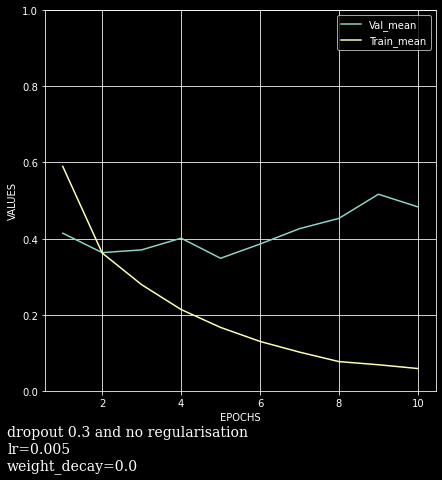 1.0
Val_mean
Train_mean
0.8
0.6
VALUES
0.4
0.2
0.0
2
4
6
8
10
EPOCHS
dropout 0.3 and no regularisation
lr=0.005
weight_decay=0.0